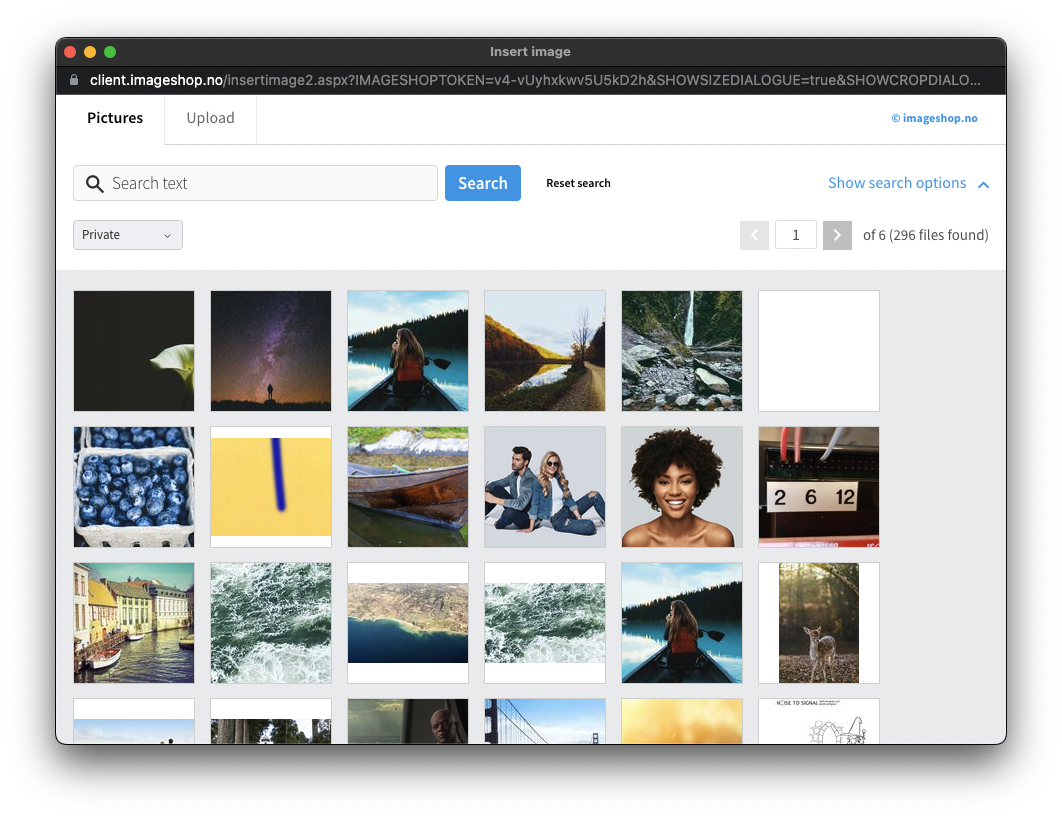 Insert image
client.imageshop.no/insertimage2.aspx?IMAGESHOPTOKEN=v4-vUyhxkwv5U5kD2h&SHOWSIZEDIALOGUE=true&SHOWCROPDIALO...
Pictures Upload © imageshop.no
Search text Search Reset search Show search options
Private 1 of 6 (296 files found)
2 6 12
NOISE TO SIGNAL